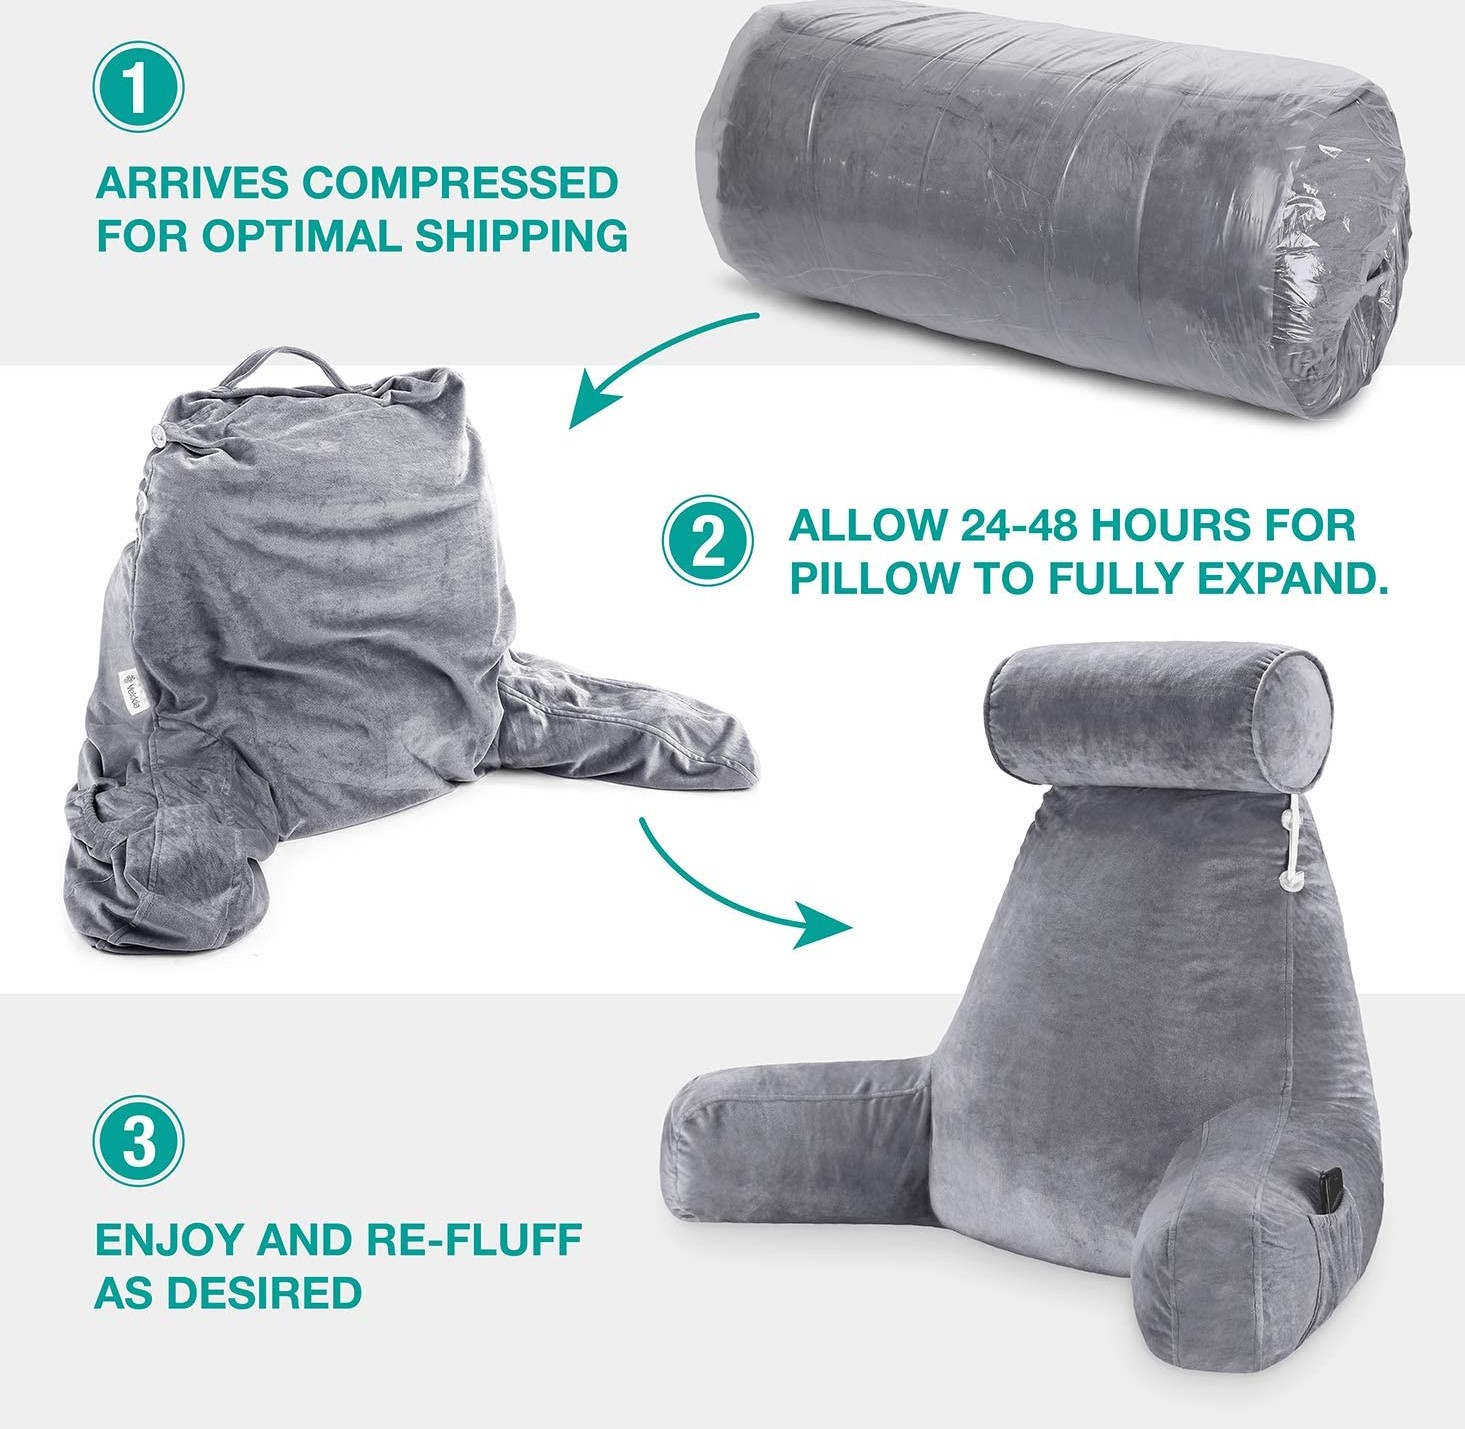 1
ARRIVES COMPRESSED
FOR OPTIMAL SHIPPING
2
ALLOW 24-48 HOURS FOR
PILLOW TO FULLY EXPAND.
Vekkia
3
ENJOY AND RE-FLUFF
AS DESIRED